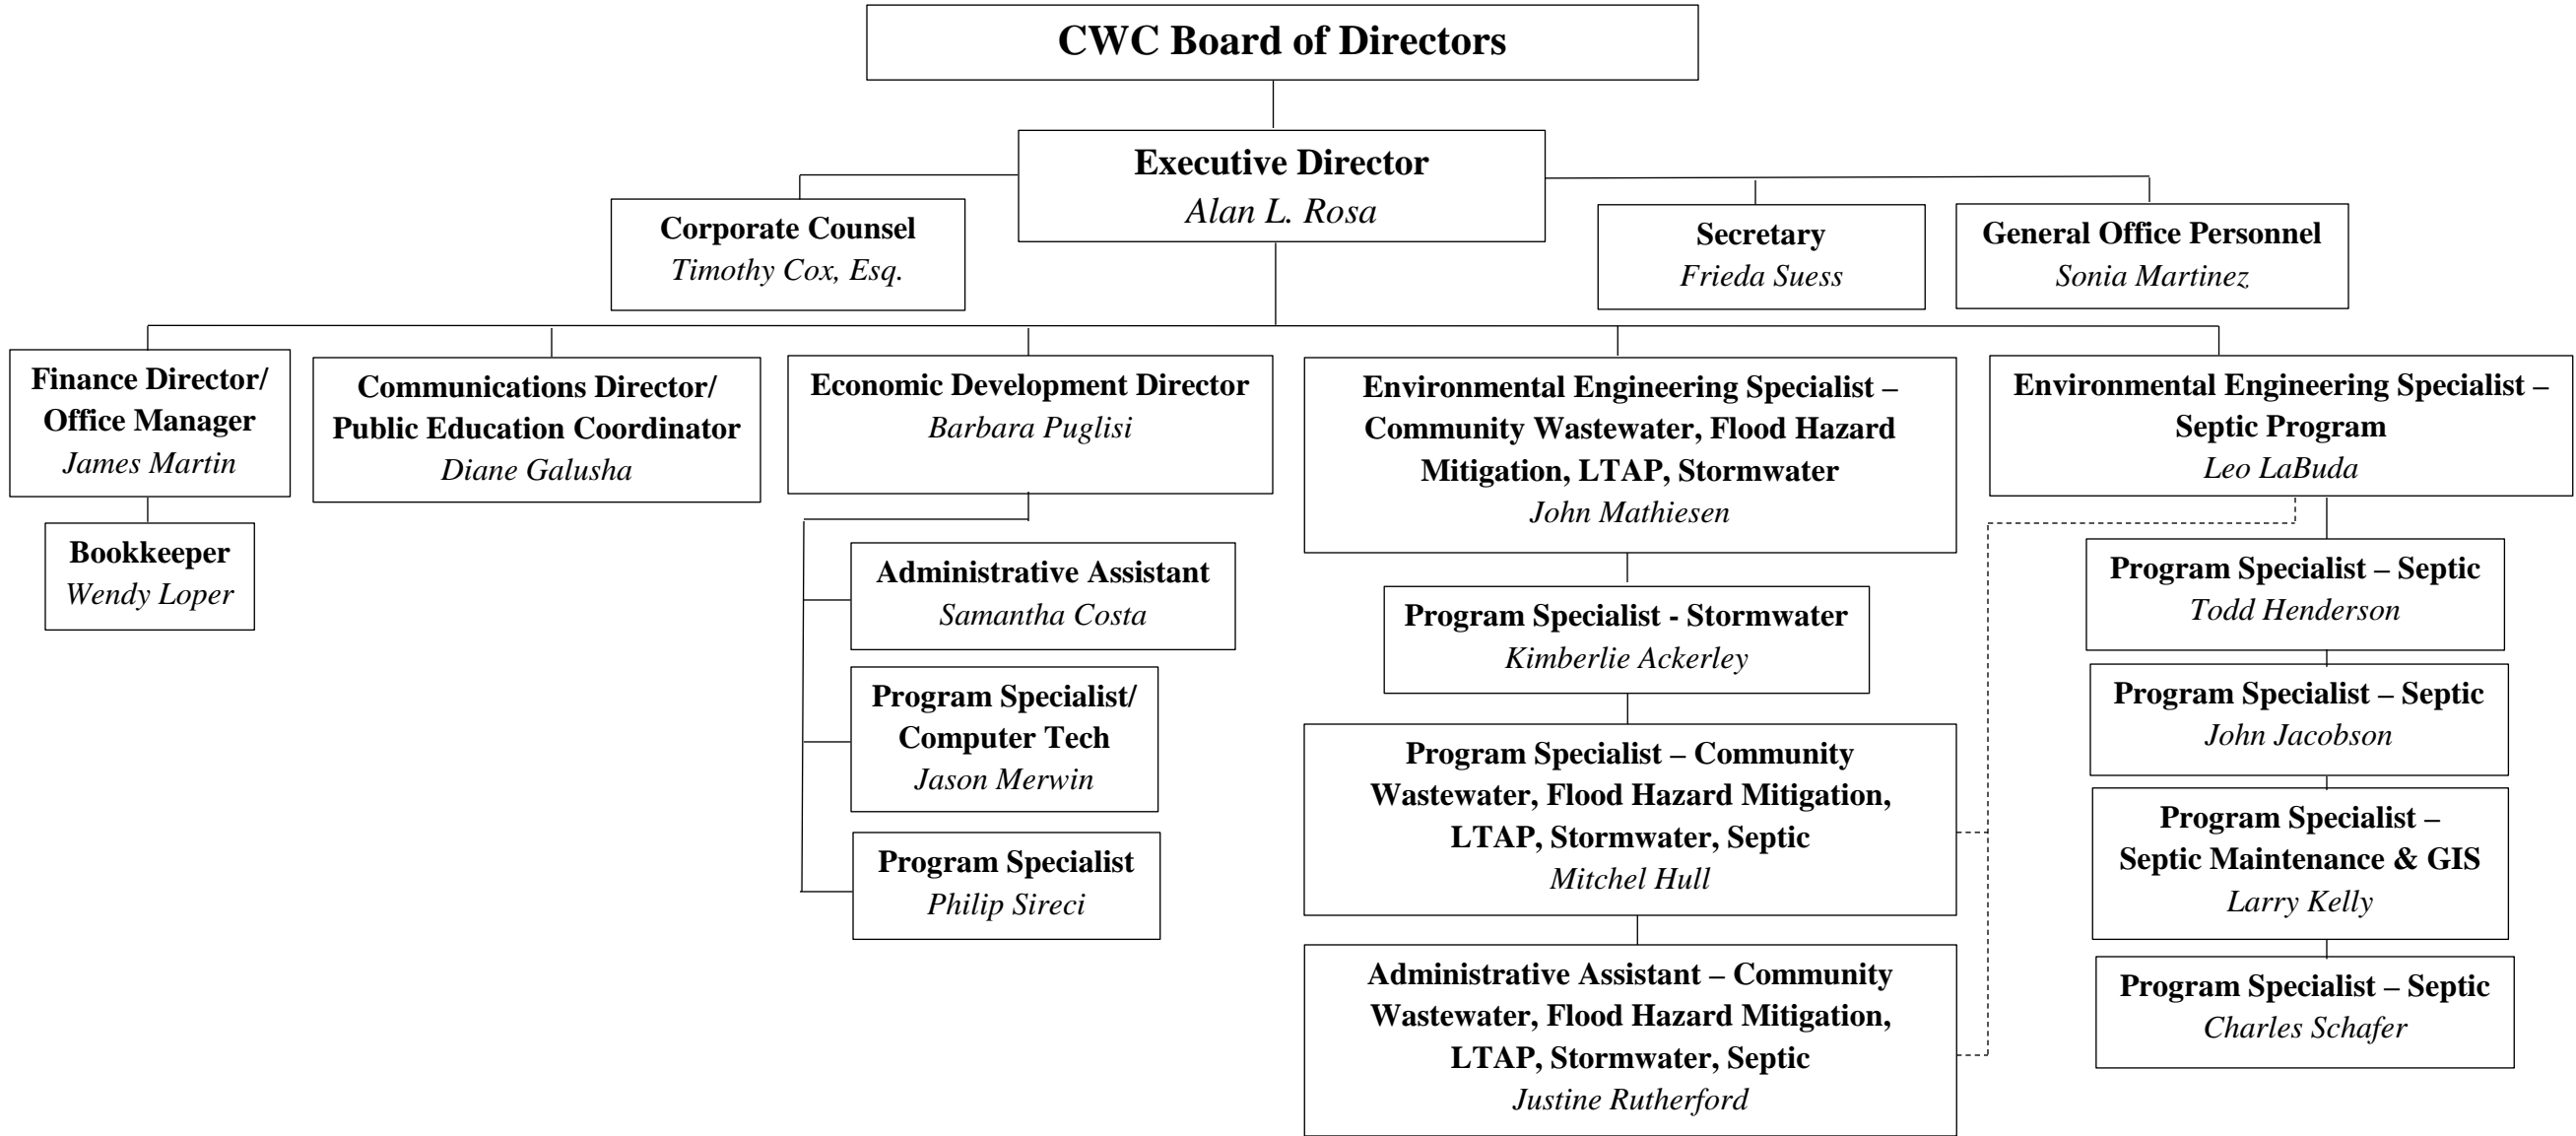 CWC Board of Directors
Executive Director
Alan L. Rosa
Corporate Counsel
Timothy Cox, Esq.
Secretary
Frieda Suess
General Office Personnel
Sonia Martinez
Finance Director/
Office Manager
James Martin
Communications Director/
Public Education Coordinator
Diane Galusha
Economic Development Director
Barbara Puglisi
Environmental Engineering Specialist –
Community Wastewater, Flood Hazard
Mitigation, LTAP, Stormwater
John Mathiesen
Environmental Engineering Specialist –
Septic Program
Leo LaBuda
Bookkeeper
Wendy Loper
Administrative Assistant
Samantha Costa
Program Specialist/
Computer Tech
Jason Merwin
Program Specialist
Philip Sireci
Program Specialist - Stormwater
Kimberlie Ackerley
Program Specialist – Community
Wastewater, Flood Hazard Mitigation,
LTAP, Stormwater, Septic
Mitchel Hull
Administrative Assistant – Community
Wastewater, Flood Hazard Mitigation,
LTAP, Stormwater, Septic
Justine Rutherford
Program Specialist – Septic
Todd Henderson
Program Specialist – Septic
John Jacobson
Program Specialist –
Septic Maintenance & GIS
Larry Kelly
Program Specialist – Septic
Charles Schafer